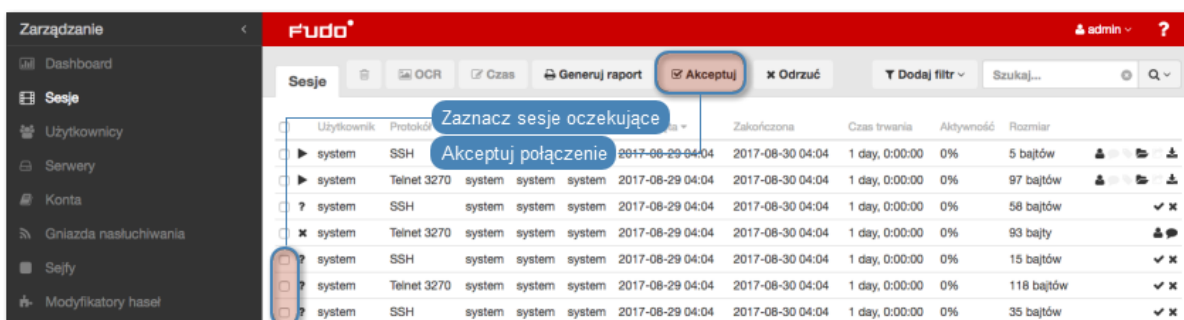 Zarządzanie
Fudo
admin
?
Dashboard
Sesje
Użytkownicy
Serwery
Konta
Gniazda nasłuchiwania
Sejfy
Modyfikatory haseł
Sesje OCR Czas Generuj raport Akceptuj Odrzuć Dodaj filtr Szukaj...
Zaznacz sesje oczekujące
Akceptuj połączenie
Użytkownik Protokół Zakończona Czas trwania Aktywność Rozmiar
system SSH 2017-08-29 04:04 2017-08-30 04:04 1 day, 0:00:00 0% 5 bajtów
system Telnet 3270 system system system 2017-08-29 04:04 2017-08-30 04:04 1 day, 0:00:00 0% 97 bajtów
? system SSH system system system 2017-08-29 04:04 2017-08-30 04:04 1 day, 0:00:00 0% 58 bajtów
system Telnet 3270 system system system 2017-08-29 04:04 2017-08-30 04:04 1 day, 0:00:00 0% 93 bajty
? system SSH system system system 2017-08-29 04:04 2017-08-30 04:04 1 day, 0:00:00 0% 15 bajtów
? system Telnet 3270 system system system 2017-08-29 04:04 2017-08-30 04:04 1 day, 0:00:00 0% 118 bajtów
? system SSH system system system 2017-08-29 04:04 2017-08-30 04:04 1 day, 0:00:00 0% 35 bajtów